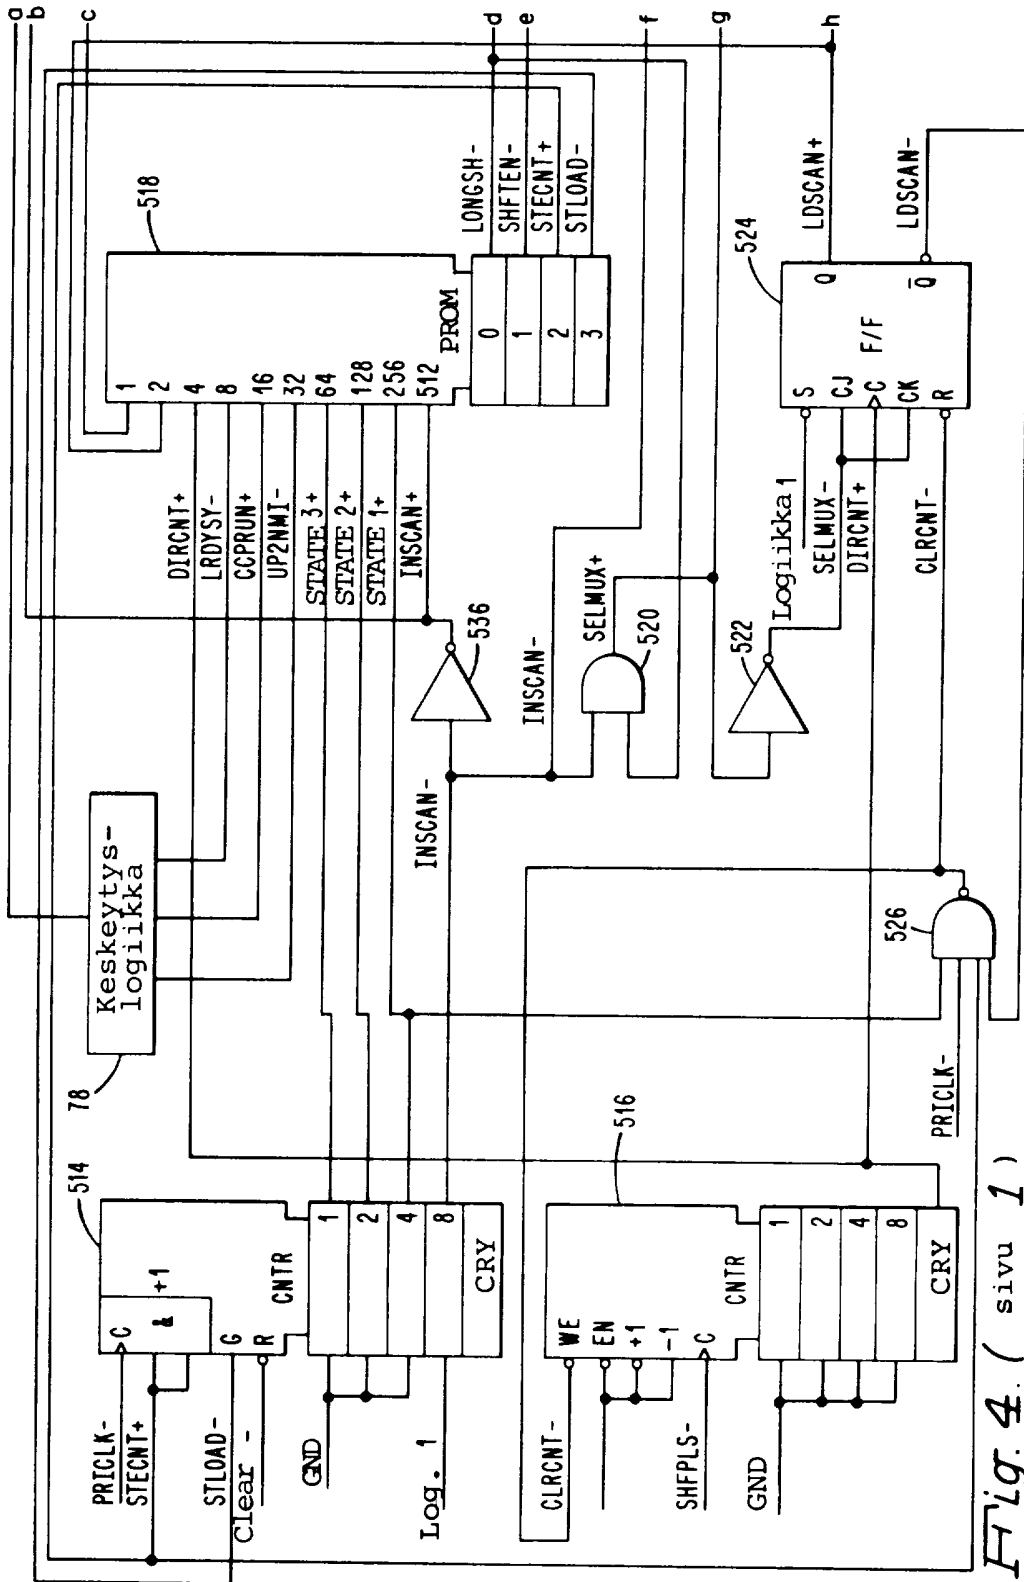 a
b
c
d
e
f
g
h
518
LONGSH-
SHFTEN-
STECNT+
STLOAD-
PROM
0
1
2
3
1
2
4
8
16
32
64
128
256
512
DIRCNT+
LRDYSY-
CCPRUN+
UP2NMI-
STATE 3+
STATE 2+
STATE 1+
INSCAN+
Keskeytys-
logiikka
78
536
INSCAN-
INSCAN-
SELMUX+
520
522
524
LDSCAN+
LDSCAN-
Q
Q
F/F
S
CJ
C
CK
R
Logiikka 1
SELMUX-
DIRCNT+
CLRCNT-
526
PRICLK-
514
C
&
+1
G
R
CNTR
1
2
4
8
CRY
PRICLK-
STECNT+
STLOAD-
Clear -
GND
Log. 1
516
WE
EN
+1
-1
C
CNTR
1
2
4
8
CRY
CLRCNT-
SHFPLS-
GND
Fig. 4. ( sivu 1 )